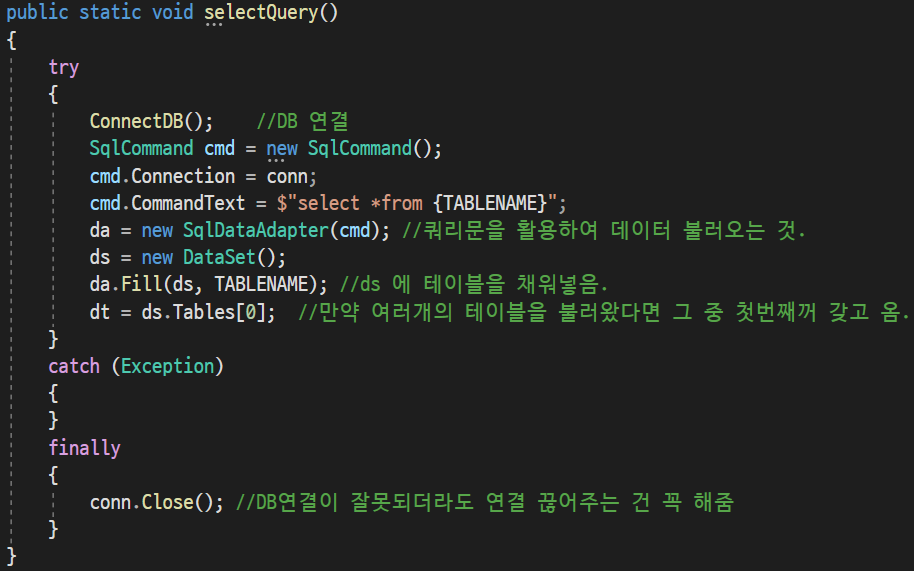 public static void selectQuery()
{
    try
    {
        ConnectDB();    //DB 연결
        SqlCommand cmd = new SqlCommand();
        cmd.Connection = conn;
        cmd.CommandText = $"select *from {TABLENAME}";
        da = new SqlDataAdapter(cmd); //쿼리문을 활용하여 데이터 불러오는 것.
        ds = new DataSet();
        da.Fill(ds, TABLENAME); //ds 에 테이블을 채워넣음.
        dt = ds.Tables[0];  //만약 여러개의 테이블을 불러왔다면 그 중 첫번째꺼 갖고 옴.
    }
    catch (Exception)
    {
    }
    finally
    {
        conn.Close(); //DB연결이 잘못되더라도 연결 끊어주는 건 꼭 해줌
    }
}